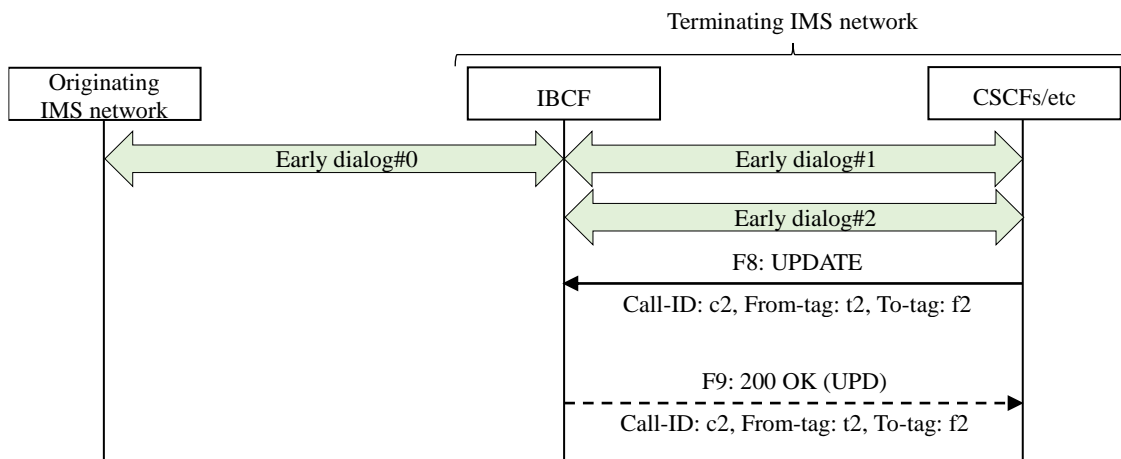 Terminating IMS network
Originating
IMS network
IBCF
CSCFs/etc
Early dialog#0
Early dialog#1
Early dialog#2
F8: UPDATE
Call-ID: c2, From-tag: t2, To-tag: f2
F9: 200 OK (UPD)
Call-ID: c2, From-tag: t2, To-tag: f2